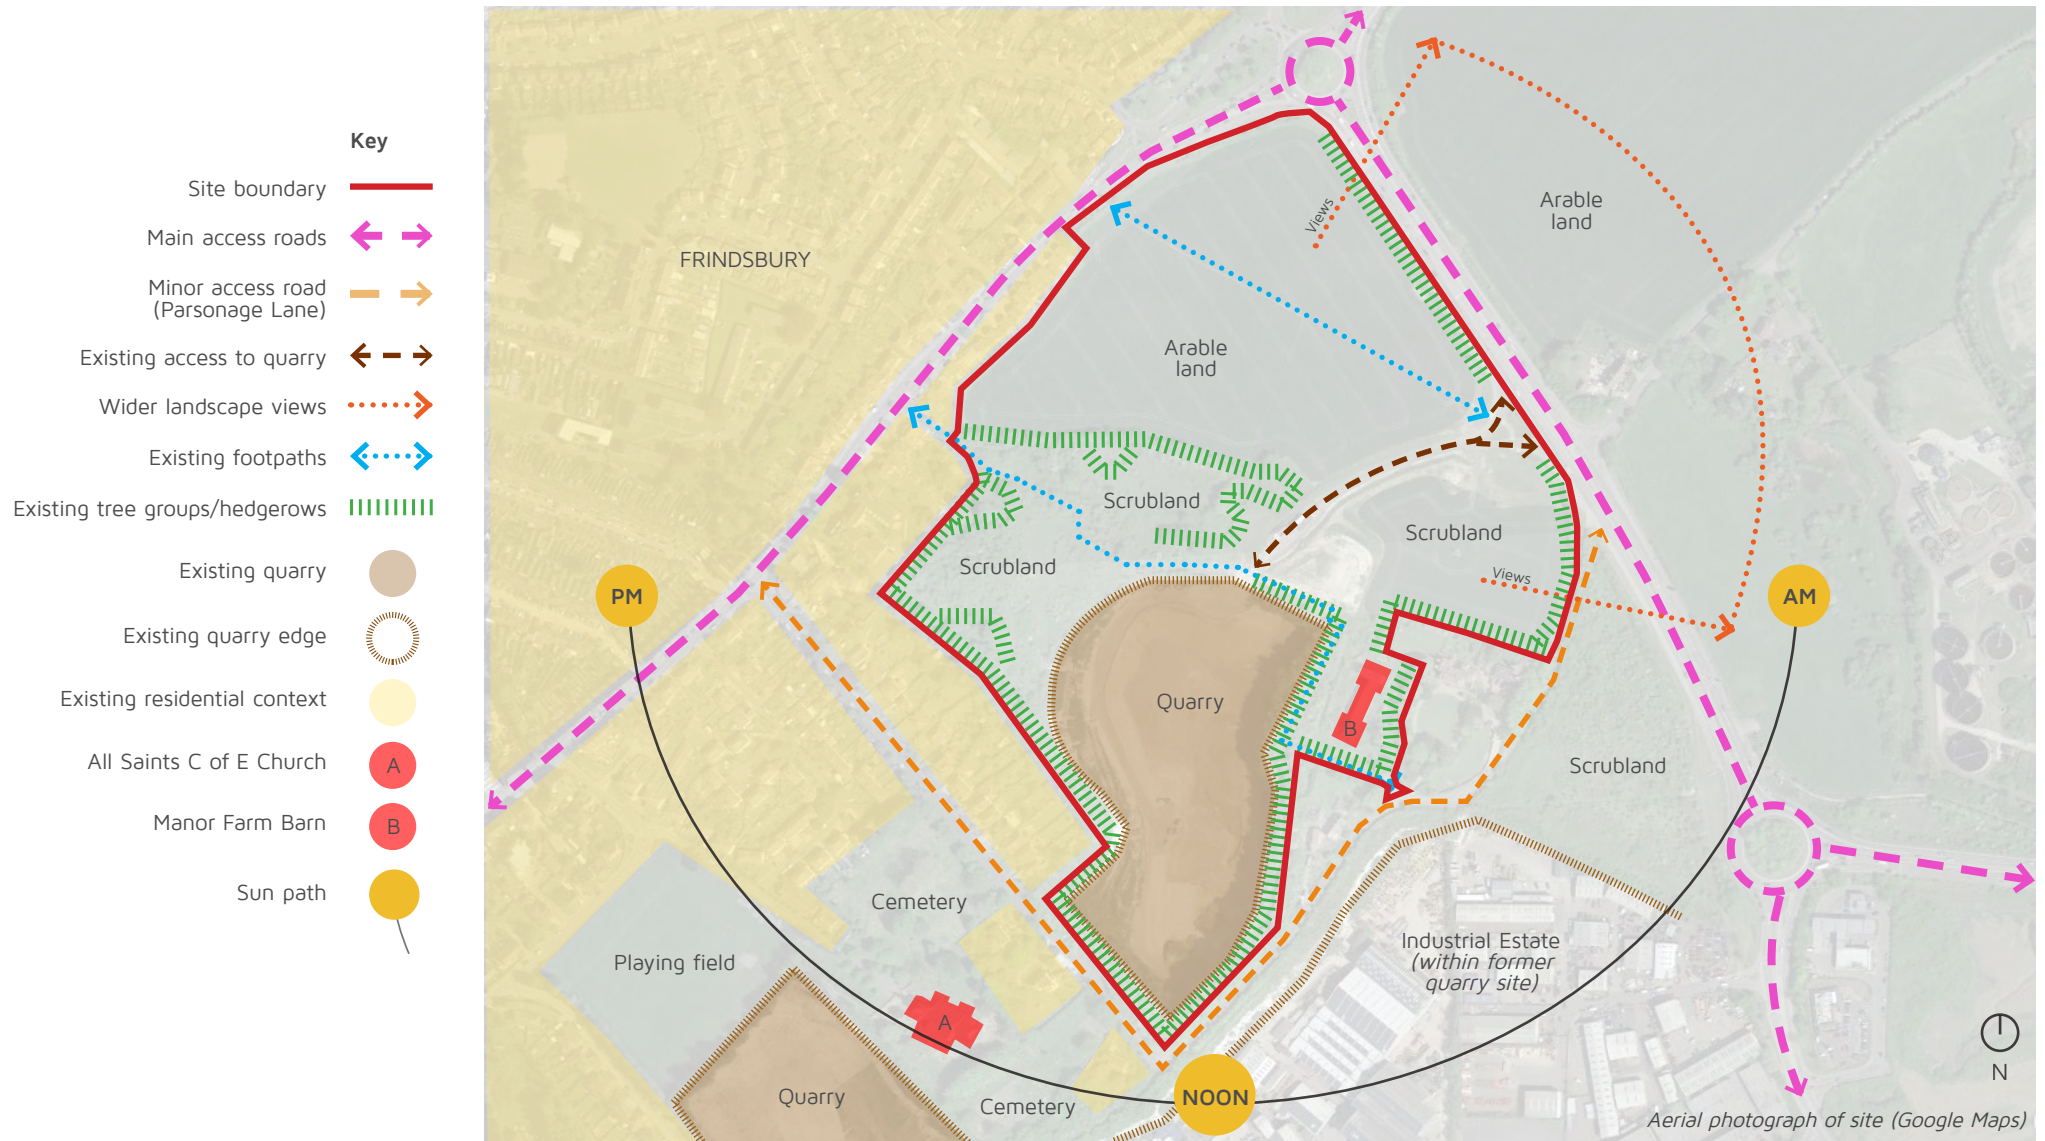 Key
Site boundary
Main access roads
Minor access road
(Parsonage Lane)
Existing access to quarry
Wider landscape views
Existing footpaths
Existing tree groups/hedgerows
Existing quarry
Existing quarry edge
Existing residential context
All Saints C of E Church
A
Manor Farm Barn
B
Sun path
FRINDSBURY
Views
Arable
land
Arable
land
Scrubland
Scrubland
Scrubland
Views
PM
AM
Quarry
B
Scrubland
Cemetery
Playing field
Industrial Estate
(within former
quarry site)
A
Quarry
Cemetery
NOON
N
Aerial photograph of site (Google Maps)